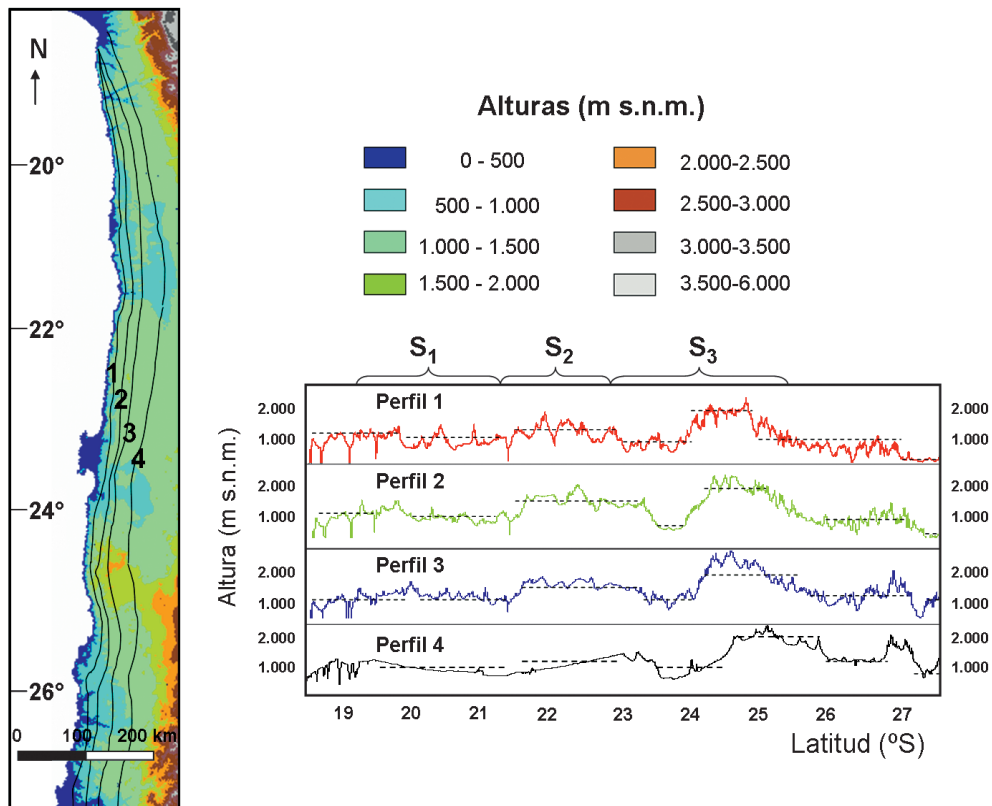 N
20°
22°
24°
26°
1
2
3
4
0 100 200 km
Alturas (m s.n.m.)
0 - 500
500 - 1.000
1.000 - 1.500
1.500 - 2.000
2.000-2.500
2.500-3.000
3.000-3.500
3.500-6.000
S1 S2 S3
Perfil 1
2.000 2.000
1.000 1.000
Perfil 2
2.000 2.000
1.000 1.000
Perfil 3
2.000 2.000
1.000 1.000
Perfil 4
2.000 2.000
1.000 1.000
Altura (m s.n.m.)
19 20 21 22 23 24 25 26 27
Latitud (ºS)